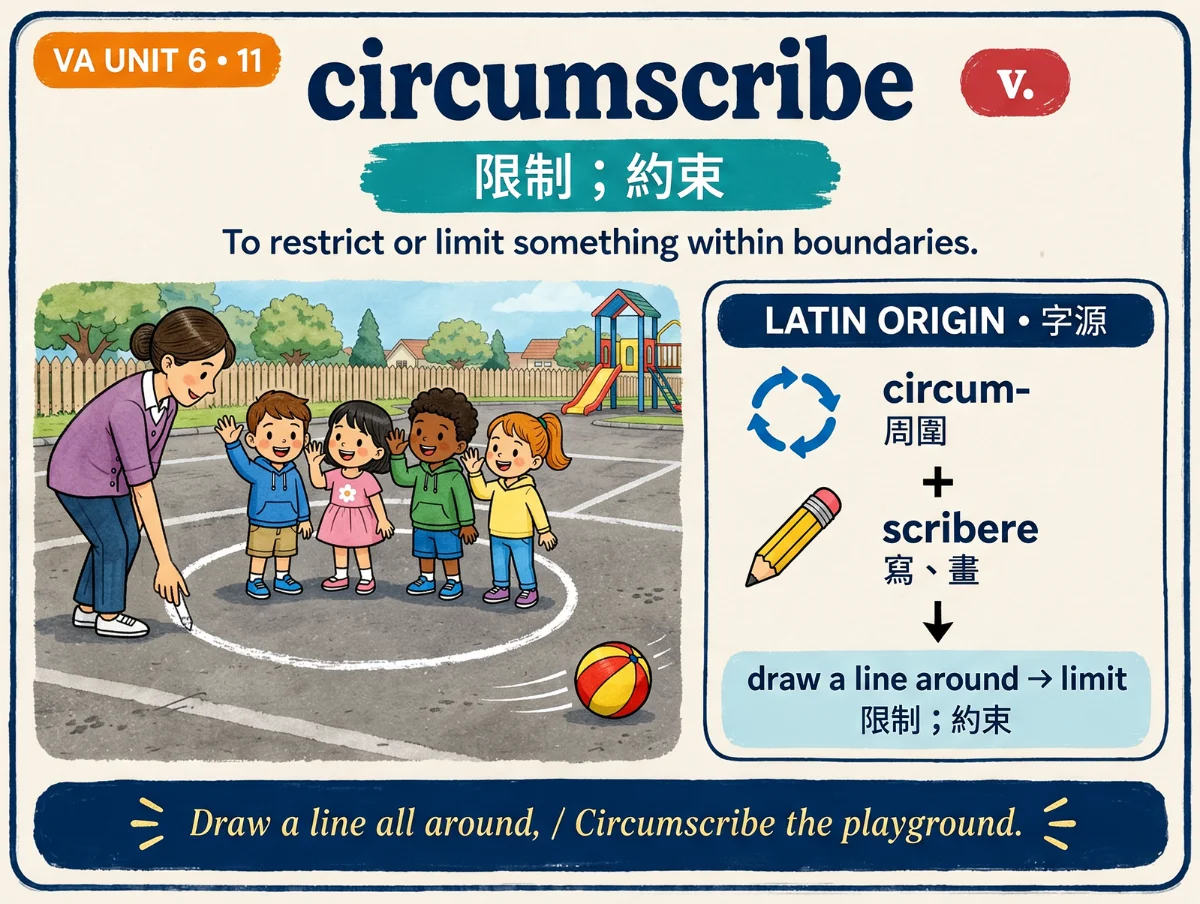 VA UNIT 6 • 11
circumscribe
v.
限制；約束
To restrict or limit something within boundaries.
LATIN ORIGIN • 字源
circum-
周圍
+
scribere
寫、畫
draw a line around → limit
限制；約束
Draw a line all around, / Circumscribe the playground.